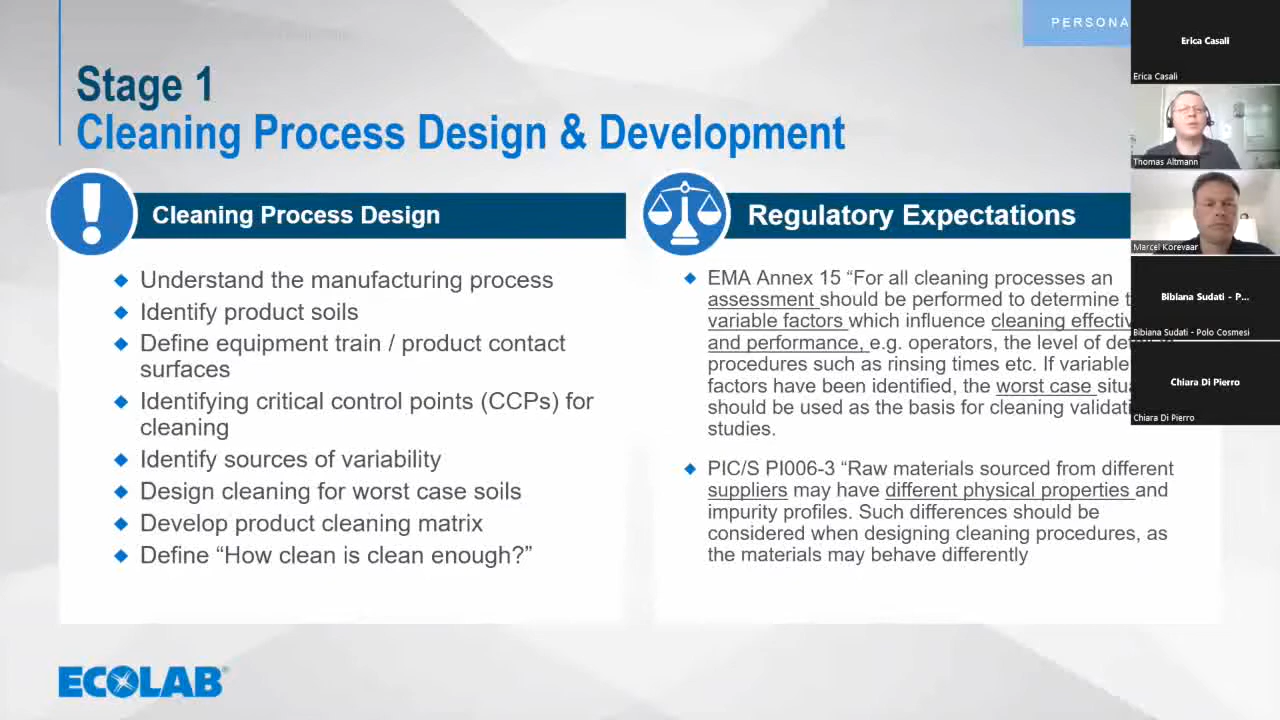 PERSONA
Stage 1
Cleaning Process Design & Development
Cleaning Process Design
Understand the manufacturing process
Identify product soils
Define equipment train / product contact
surfaces
Identifying critical control points (CCPs) for
cleaning
Identify sources of variability
Design cleaning for worst case soils
Develop product cleaning matrix
Define “How clean is clean enough?”
Regulatory Expectations
EMA Annex 15 “For all cleaning processes an
assessment should be performed to determine t
variable factors which influence cleaning effectiv
and performance, e.g. operators, the level of
procedures such as rinsing times etc. If variable
factors have been identified, the worst case situa
should be used as the basis for cleaning validati
studies.
PIC/S PI006-3 “Raw materials sourced from different
suppliers may have different physical properties and
impurity profiles. Such differences should be
considered when designing cleaning procedures, as
the materials may behave differently
ECOLAB®
Erica Casali
Erica Casali
Thomas Altmann
Marcel Korevaar
Bibiana Sudati - P...
Bibiana Sudati - Polo Cosmesi
Chiara Di Pierro
Chiara Di Pierro